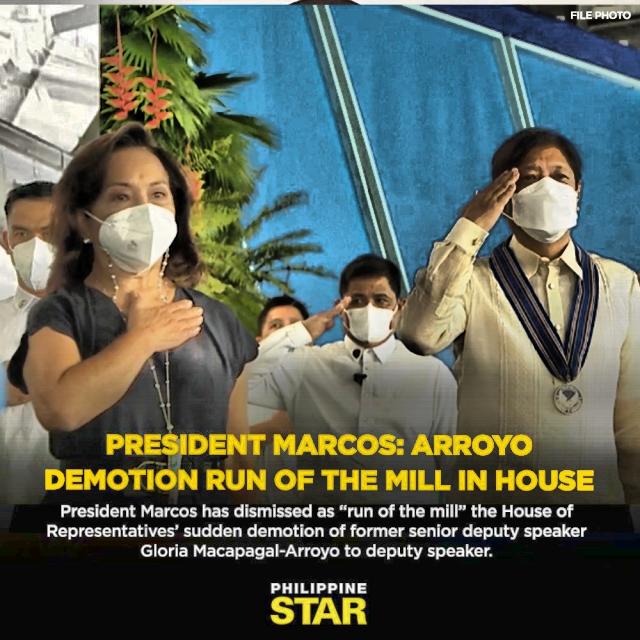 FILE PHOTO
PRESIDENT MARCOS: ARROYO
DEMOTION RUN OF THE MILL IN HOUSE
President Marcos has dismissed as “run of the mill” the House of
Representatives’ sudden demotion of former senior deputy speaker
Gloria Macapagal-Arroyo to deputy speaker.
PHILIPPINE
STAR